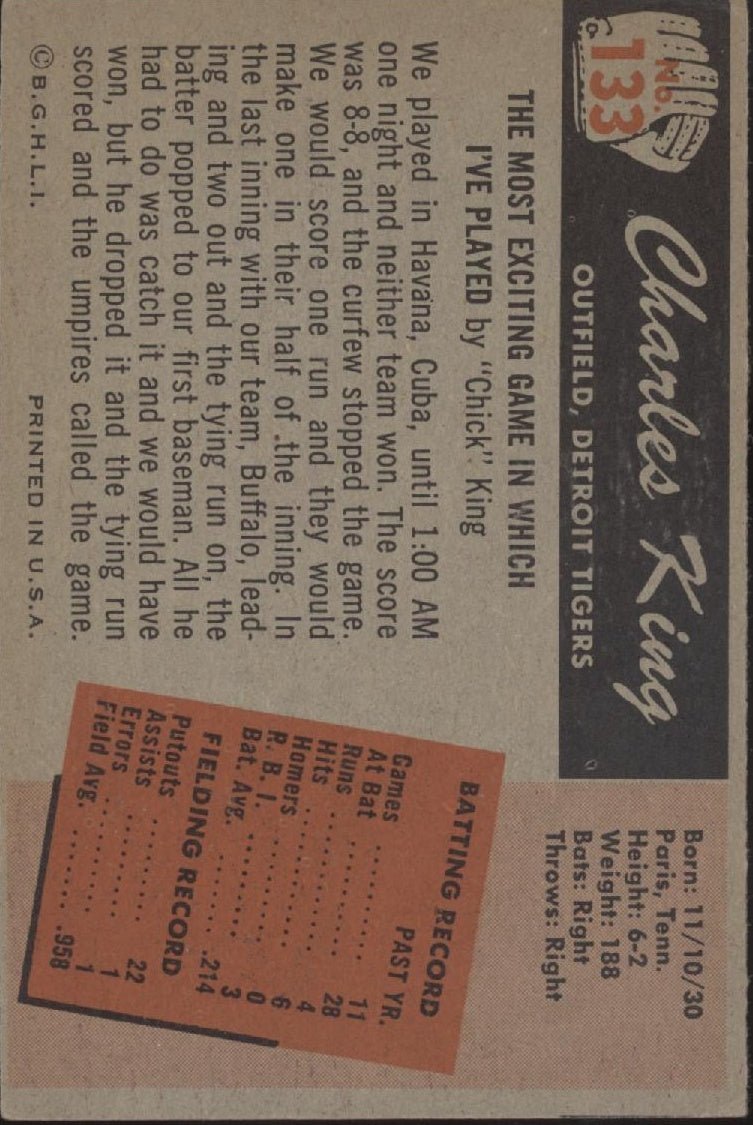 No.
133
Charles King
OUTFIELD, DETROIT TIGERS
Born: 11/10/30
Paris, Tenn.
Height: 6-2
Weight: 188
Bats: Right
Throws: Right
THE MOST EXCITING GAME IN WHICH
I'VE PLAYED by "Chick" King
We played in Havana, Cuba, until 1:00 AM
one night and neither team won. The score
was 8-8, and the curfew stopped the game.
We would score one run and they would
make one in their half of the inning. In
the last inning with our team, Buffalo, lead-
ing and two out and the tying run on, the
batter popped to our first baseman. All he
had to do was catch it and we would have
won, but he dropped it and the tying run
scored and the umpires called the game.
© B.G.H.L.I. PRINTED IN U.S.A.
BATTING RECORD
PAST YR.
Games 11
At Bat 28
Runs 4
Hits 6
Homers 0
R. B. I. 3
Bat. Avg. .214
FIELDING RECORD
Putouts 22
Assists 1
Errors 1
Field Avg. .958